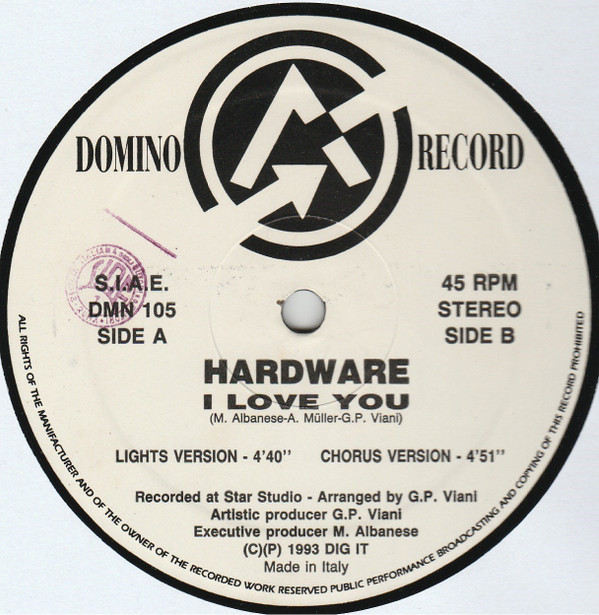 DOMINO RECORD
S.I.A.E.
DMN 105
SIDE A
45 RPM
STEREO
SIDE B
HARDWARE
I LOVE YOU
(M. Albanese-A. Müller-G.P. Viani)
LIGHTS VERSION - 4'40'' CHORUS VERSION - 4'51''
Recorded at Star Studio - Arranged by G.P. Viani
Artistic producer G.P. Viani
Executive producer M. Albanese
(C)(P) 1993 DIG IT
Made in Italy
ALL RIGHTS OF THE MANIFACTURER AND OF THE OWNER OF THE RECORDED WORK RESERVED PUBLIC PERFORMANCE BROADCASTING AND COPYING OF THIS RECORD PROHIBITED